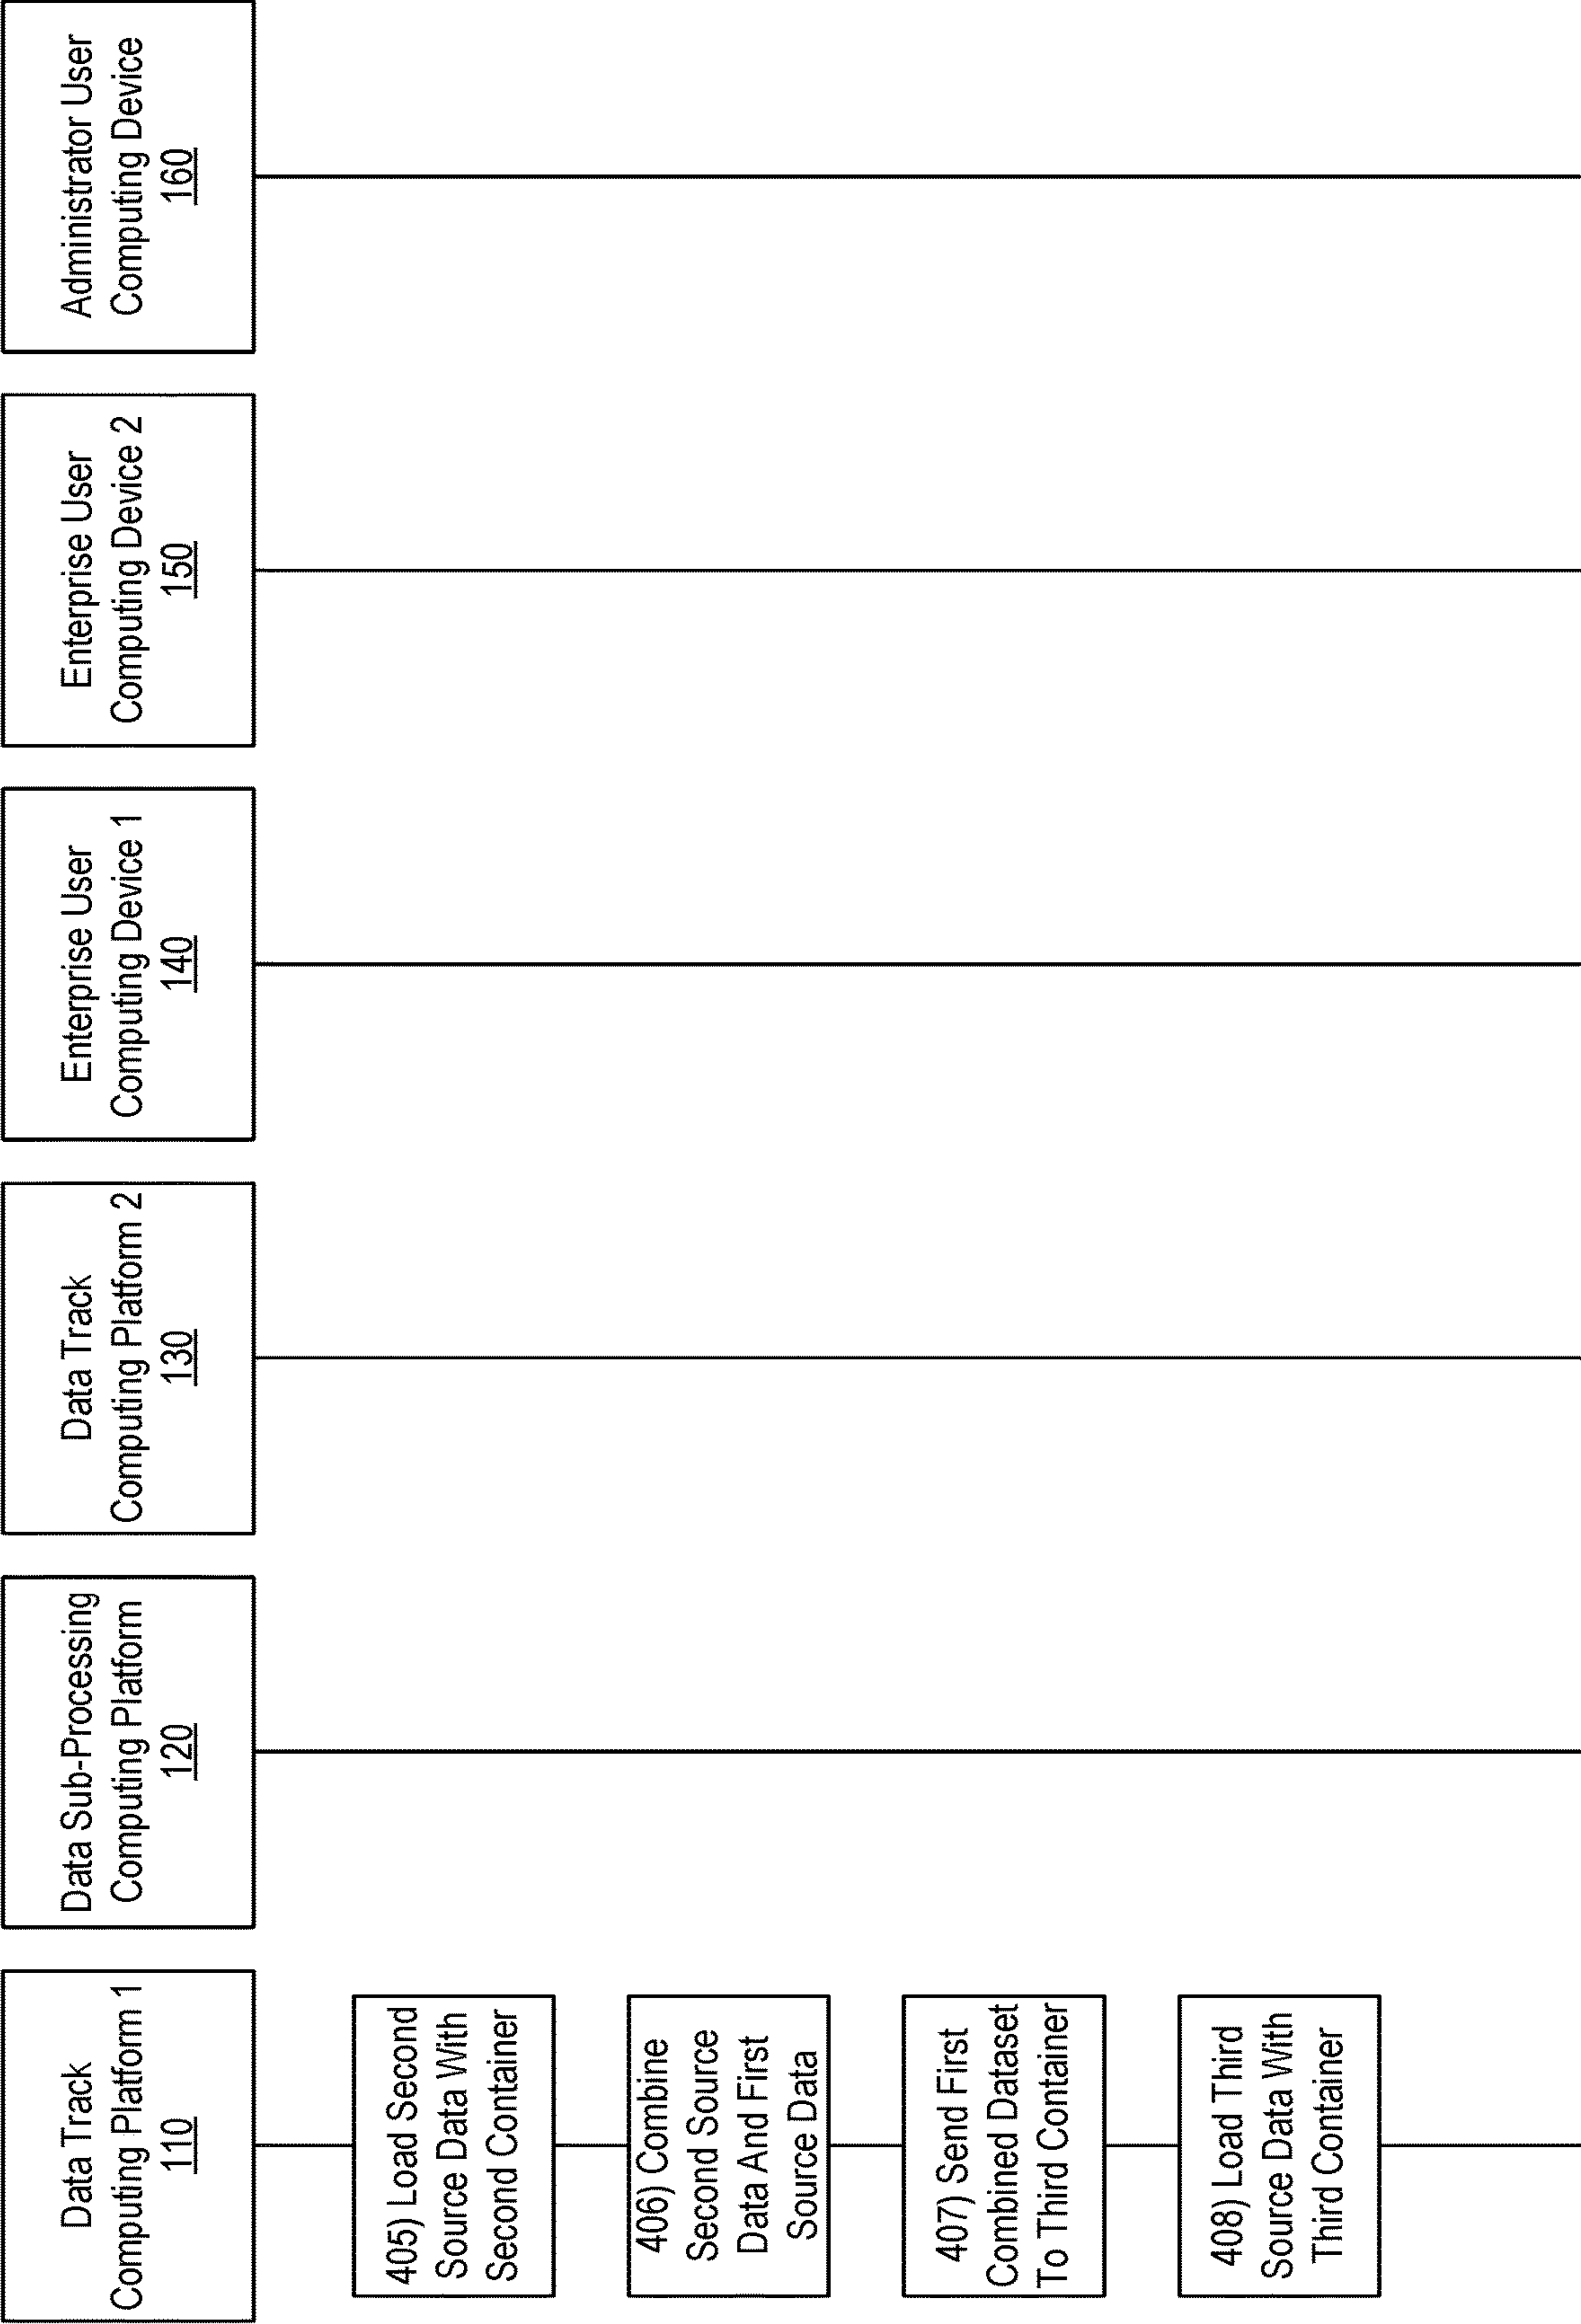 Data Track
Computing Platform 1
110
Data Sub-Processing
Computing Platform
120
Data Track
Computing Platform 2
130
Enterprise User
Computing Device 1
140
Enterprise User
Computing Device 2
150
Administrator User
Computing Device
160
405) Load Second
Source Data With
Second Container
406) Combine
Second Source
Data And First
Source Data
407) Send First
Combined Dataset
To Third Container
408) Load Third
Source Data With
Third Container